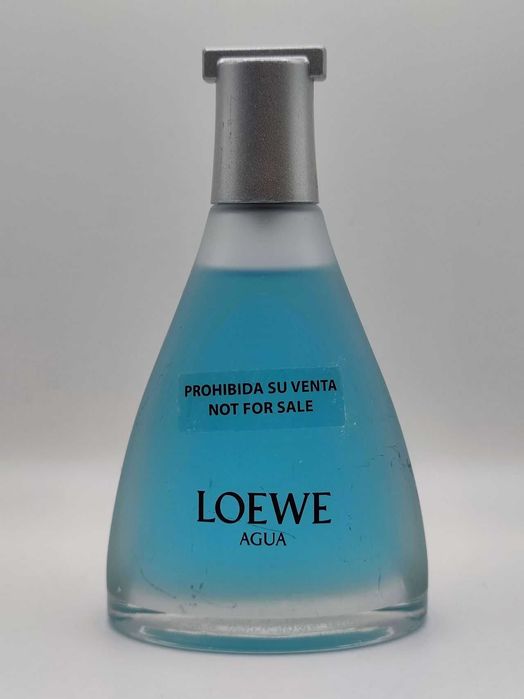 PROHIBIDA SU VENTA
NOT FOR SALE
LOEWE
AGUA